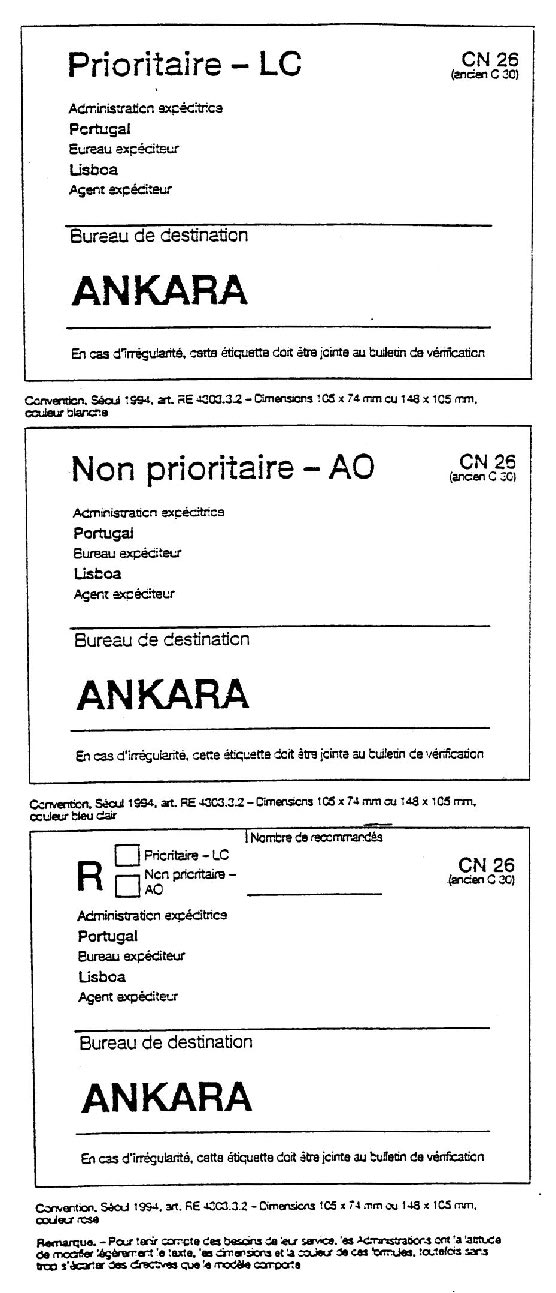 Prioritaire – LC
CN 26
(ancien C 30)
Administration expéditrice
Portugal
Bureau expéditeur
Lisboa
Agent expéditeur
Bureau de destination
ANKARA
En cas d'irrégularité, cette étiquette doit être jointe au bulletin de vérification
Convention, Séoul 1994, art. RE 4303.3.2 – Dimensions 105 x 74 mm ou 148 x 105 mm,
couleur blanche
Non prioritaire – AO
CN 26
(ancien C 30)
Administration expéditrice
Portugal
Bureau expéditeur
Lisboa
Agent expéditeur
Bureau de destination
ANKARA
En cas d'irrégularité, cette étiquette doit être jointe au bulletin de vérification
Convention, Séoul 1994, art. RE 4303.3.2 – Dimensions 105 x 74 mm ou 148 x 105 mm,
couleur bleu clair
R
Prioritaire – LC
Non prioritaire –
AO
Nombre de recommandés
CN 26
(ancien C 30)
Administration expéditrice
Portugal
Bureau expéditeur
Lisboa
Agent expéditeur
Bureau de destination
ANKARA
En cas d'irrégularité, cette étiquette doit être jointe au bulletin de vérification
Convention, Séoul 1994, art. RE 4303.3.2 – Dimensions 105 x 74 mm ou 148 x 105 mm,
couleur rose
Remarque. – Pour tenir compte des besoins de leur service, les Administrations ont la latitude
de modifier légèrement le texte, les dimensions et la couleur de ces formules, toutefois sans
trop s'écarter des directives que le modèle comporte